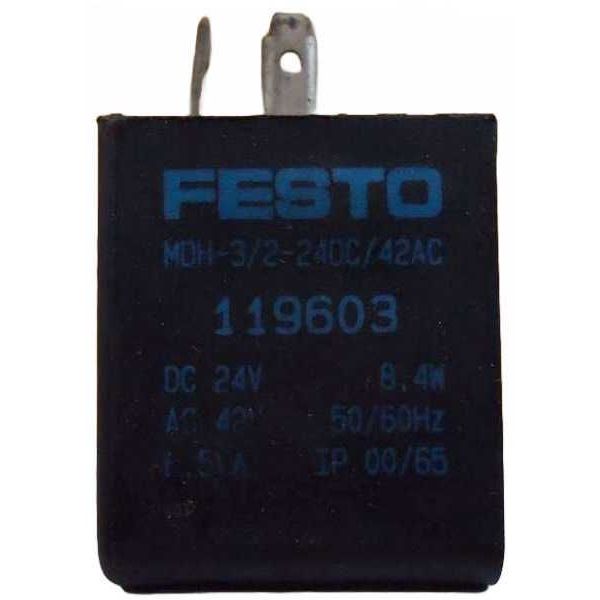 FESTO
MDH-3/2-24DC/42AC
119603
DC 24V 8.4W
AC 42V 50/60Hz
IP 00/65